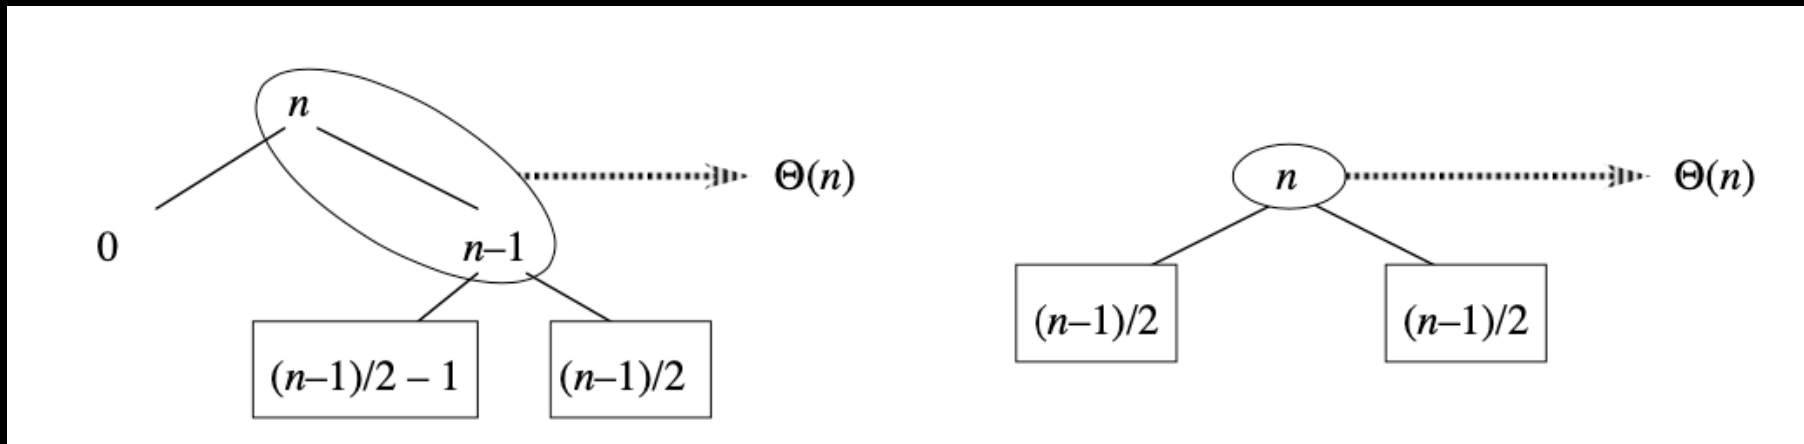 n
Θ(n)
0
n–1
(n–1)/2 – 1
(n–1)/2
n
Θ(n)
(n–1)/2
(n–1)/2